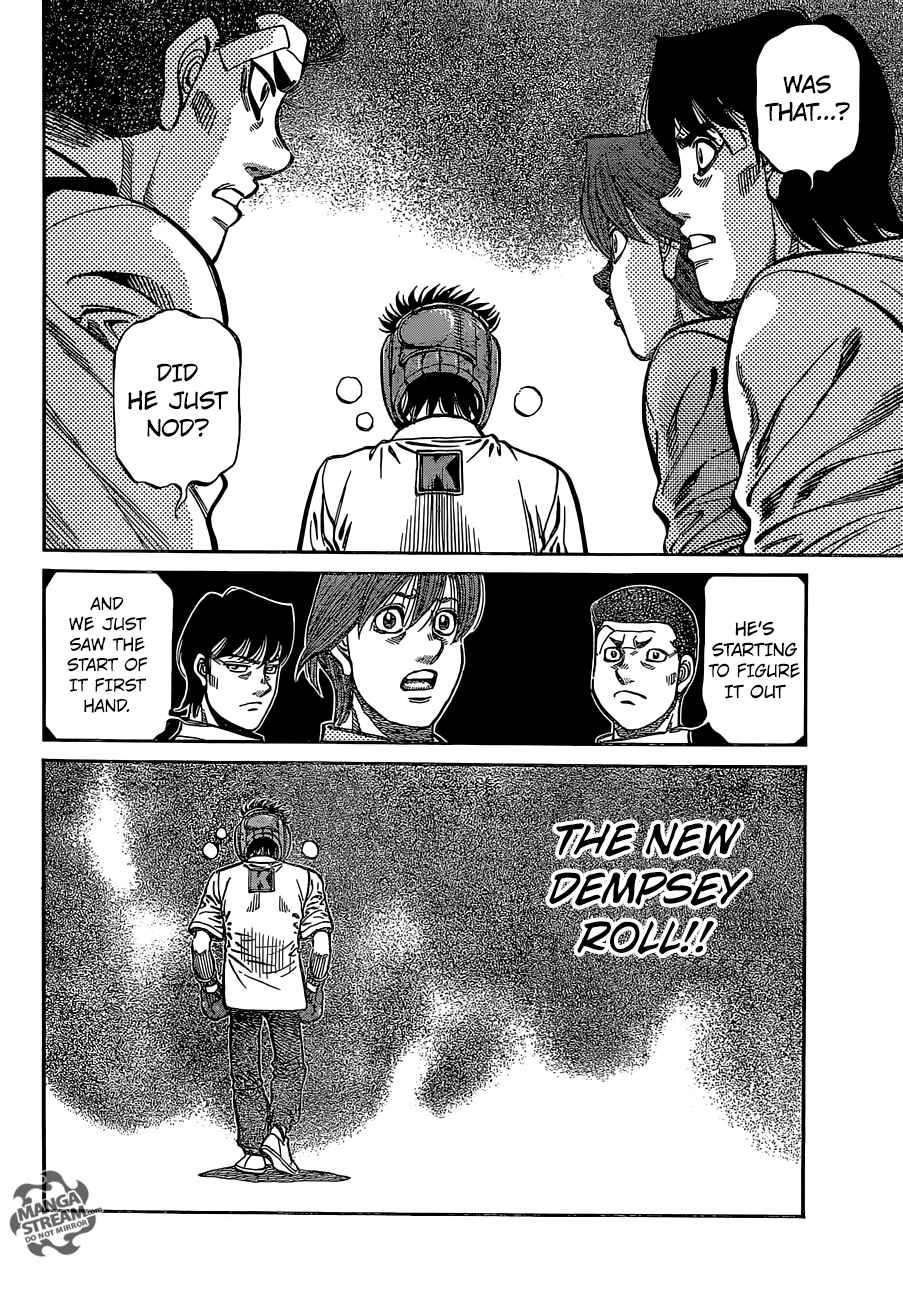 WAS
THAT...?
DID
HE JUST
NOD?
K
HE'S
STARTING
TO FIGURE
IT OUT
AND
WE JUST
SAW THE
START OF
IT FIRST
HAND.
THE NEW
DEMPSEY
ROLL!!
K
MANGA
STREAM.com
DO NOT MIRROR